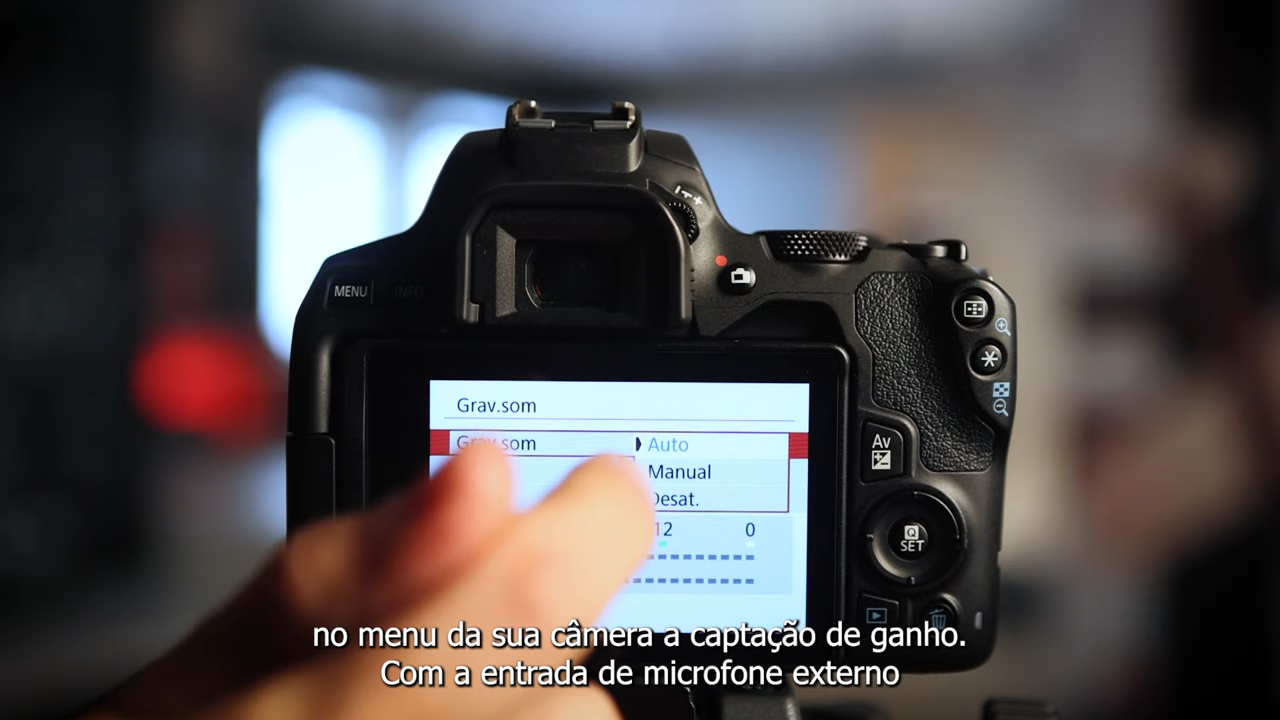 MENU
INFO
Grav.som
Grav.som
Auto
Manual
Desat.
12 0
Av
Q
SET
no menu da sua câmera a captação de ganho.
Com a entrada de microfone externo